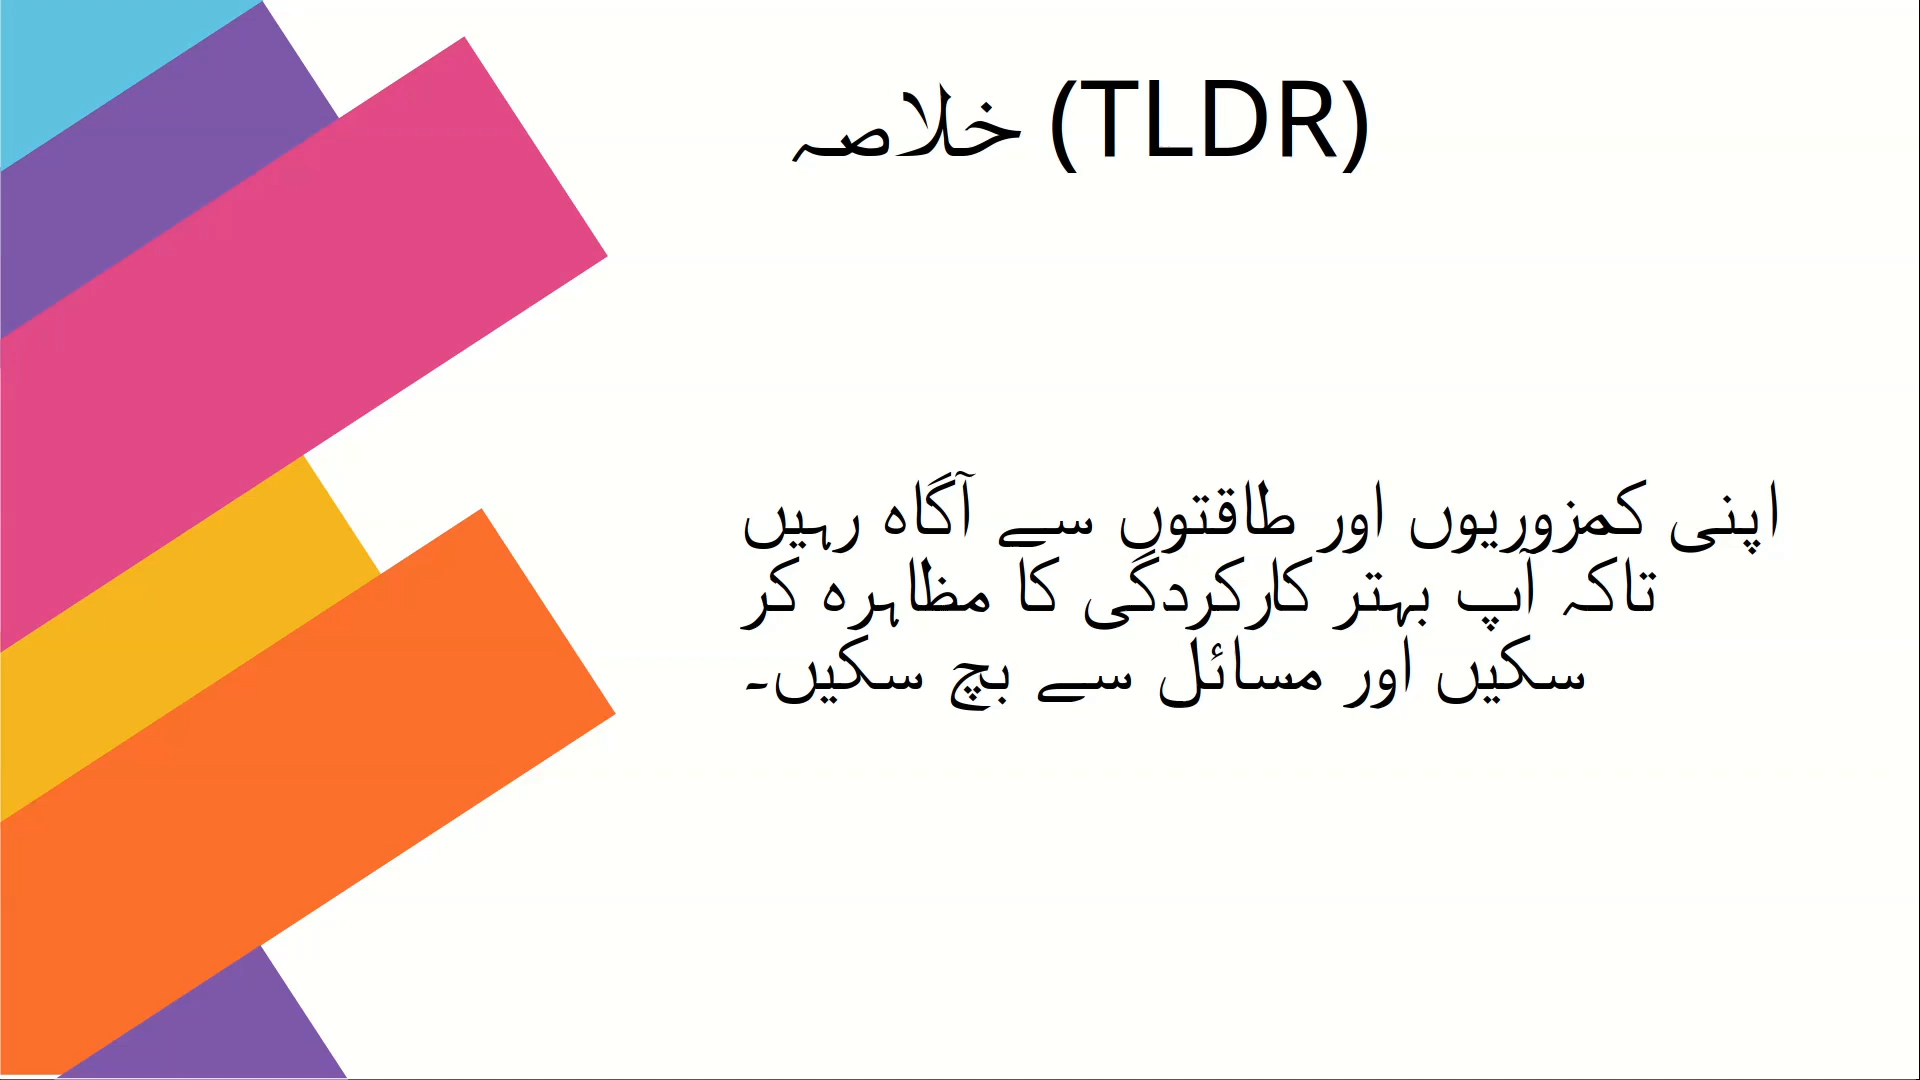 خلاصہ (TLDR)
اپنی کمزوریوں اور طاقتوں سے آگاہ رہیں
تاکہ آپ بہتر کارکردگی کا مظاہرہ کر
سکیں اور مسائل سے بچ سکیں۔